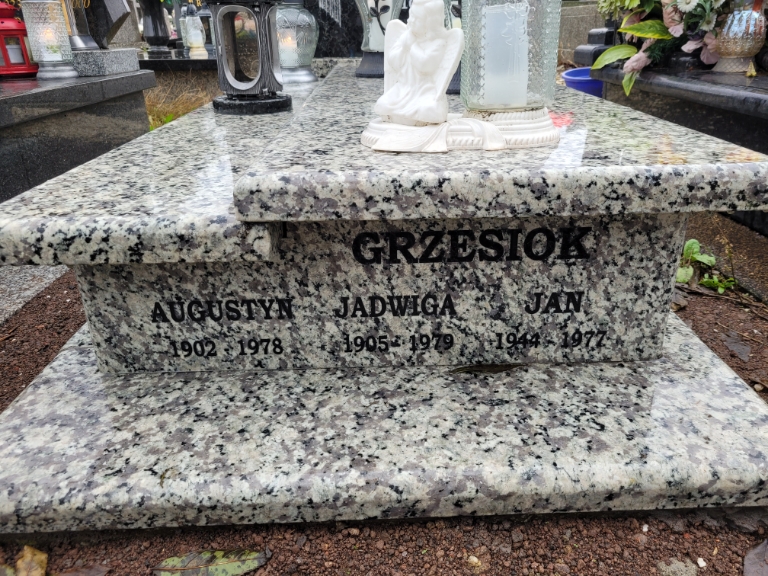 GRZESIOK
AUGUSTYN JADWIGA JAN
1902 - 1978 1905 - 1979 1944 - 1977